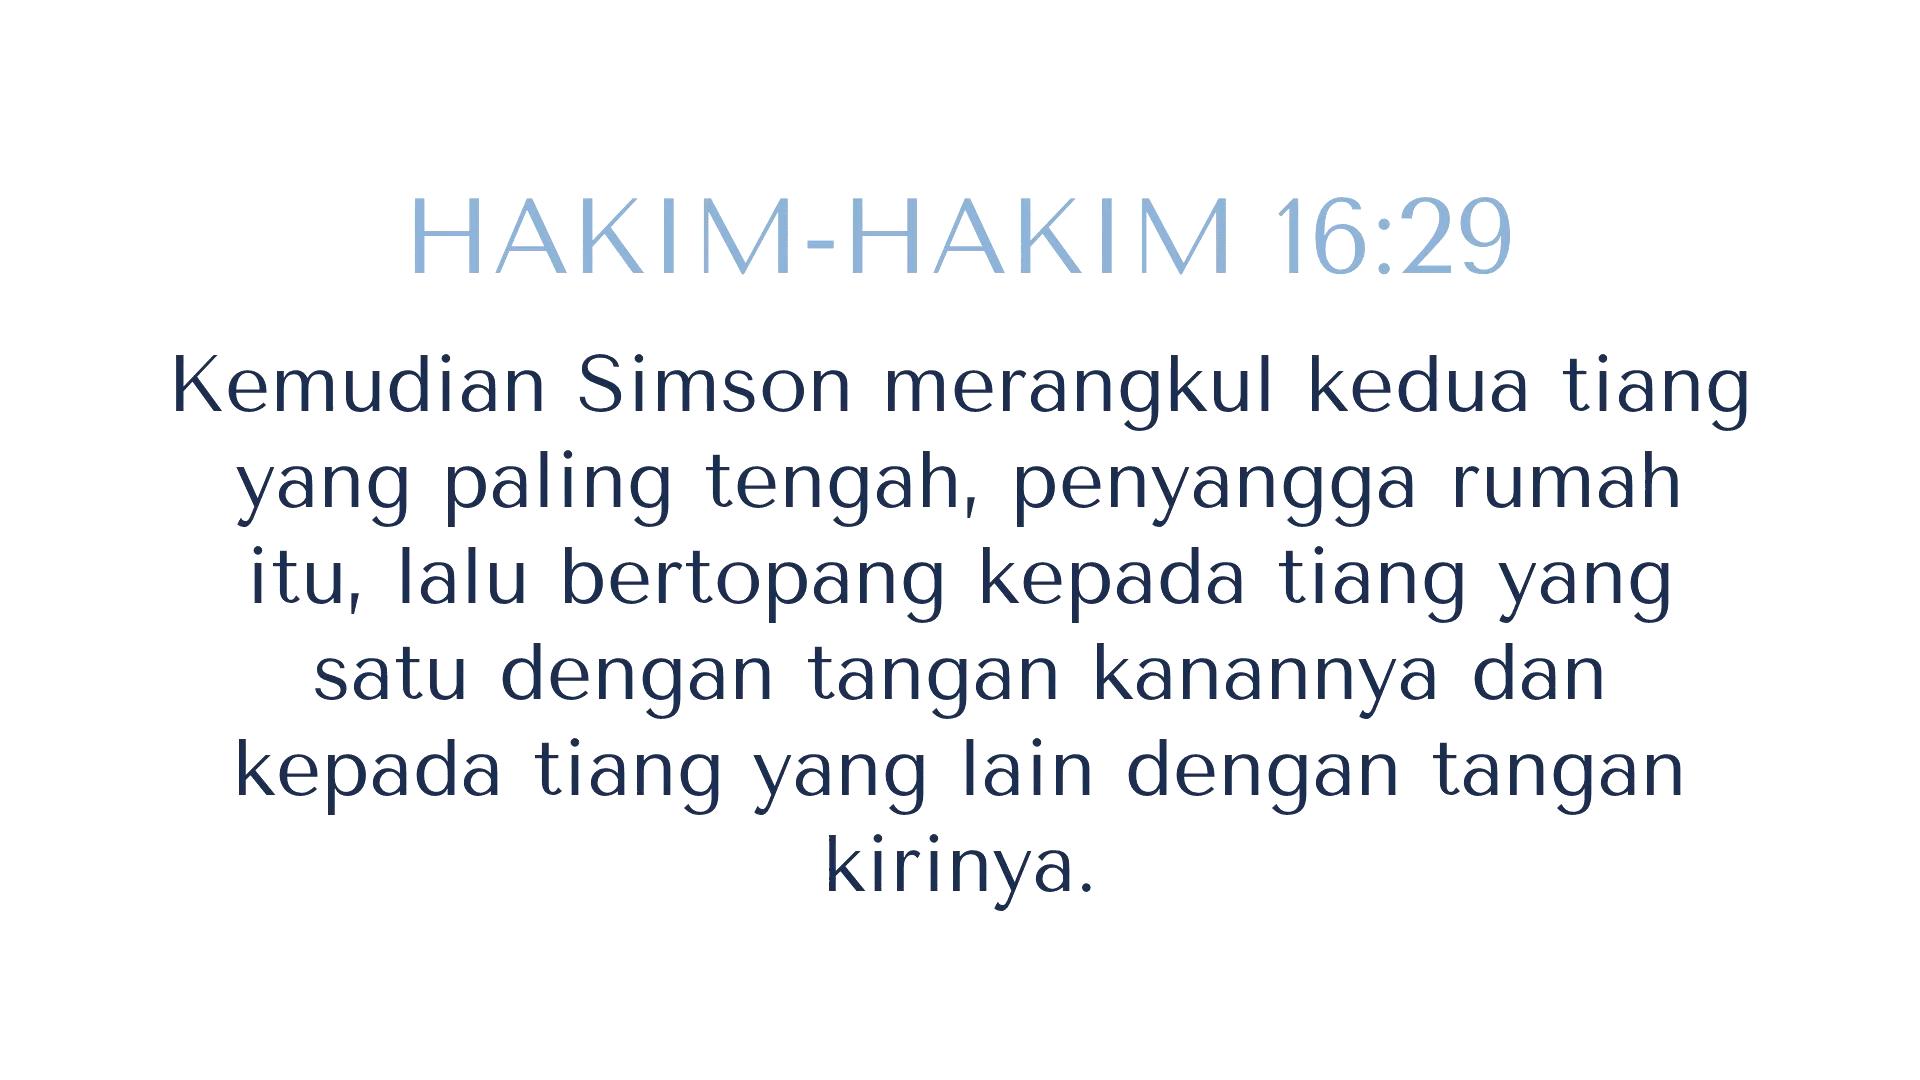 HAKIM-HAKIM 16:29
Kemudian Simson merangkul kedua tiang
yang paling tengah, penyangga rumah
itu, lalu bertopang kepada tiang yang
satu dengan tangan kanannya dan
kepada tiang yang lain dengan tangan
kirinya.